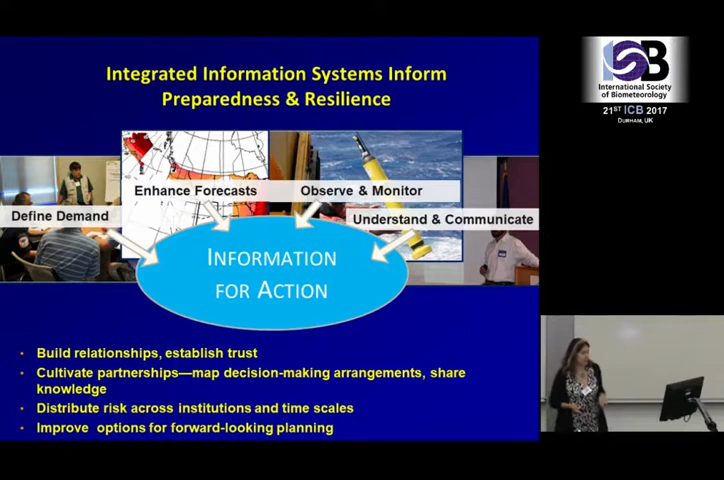 Integrated Information Systems Inform
Preparedness & Resilience
Enhance Forecasts
Observe & Monitor
Define Demand
Understand & Communicate
INFORMATION
FOR ACTION
• Build relationships, establish trust
• Cultivate partnerships—map decision-making arrangements, share
knowledge
• Distribute risk across institutions and time scales
• Improve options for forward-looking planning
ISB
International Society
of Biometeorology
21ST ICB 2017
DURHAM, UK